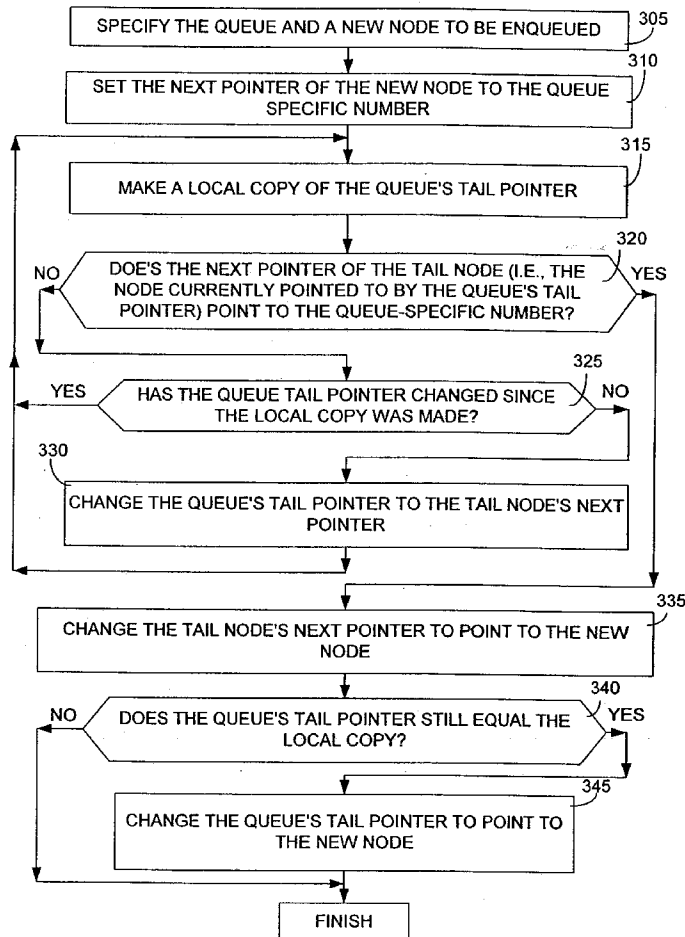 SPECIFY THE QUEUE AND A NEW NODE TO BE ENQUEUED
305
310
SET THE NEXT POINTER OF THE NEW NODE TO THE QUEUE
SPECIFIC NUMBER
315
MAKE A LOCAL COPY OF THE QUEUE'S TAIL POINTER
320
NO
YES
DOE'S THE NEXT POINTER OF THE TAIL NODE (I.E., THE
NODE CURRENTLY POINTED TO BY THE QUEUE'S TAIL
POINTER) POINT TO THE QUEUE-SPECIFIC NUMBER?
325
YES
NO
HAS THE QUEUE TAIL POINTER CHANGED SINCE
THE LOCAL COPY WAS MADE?
330
CHANGE THE QUEUE'S TAIL POINTER TO THE TAIL NODE'S NEXT
POINTER
335
CHANGE THE TAIL NODE'S NEXT POINTER TO POINT TO THE NEW
NODE
340
NO
YES
DOES THE QUEUE'S TAIL POINTER STILL EQUAL THE
LOCAL COPY?
345
CHANGE THE QUEUE'S TAIL POINTER TO POINT TO
THE NEW NODE
FINISH